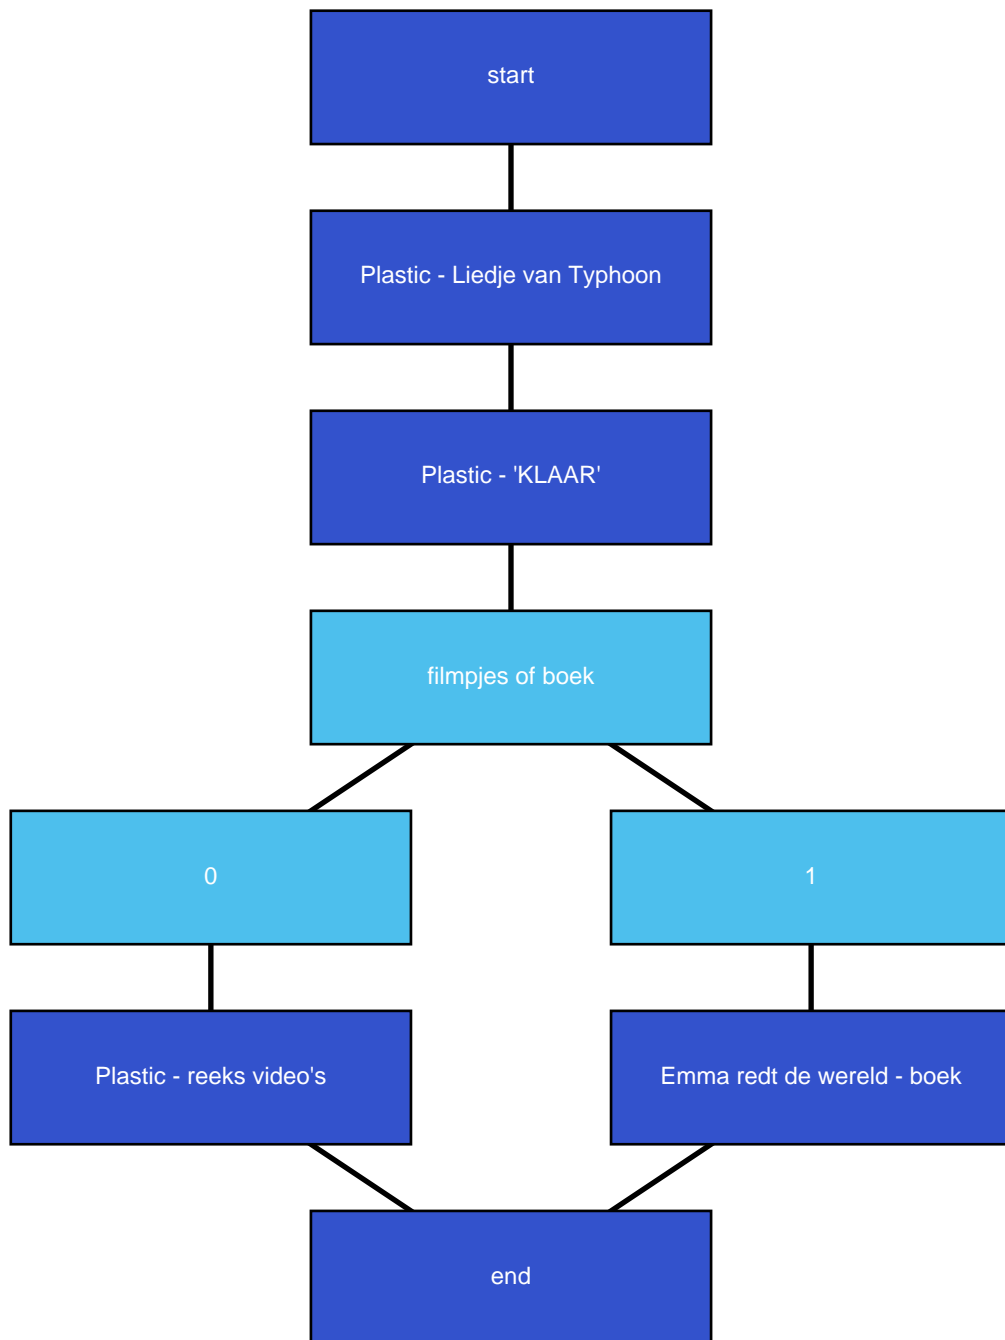 start
Plastic - Liedje van Typhoon
Plastic - 'KLAAR'
filmpjes of boek
0
1
Plastic - reeks video's
Emma redt de wereld - boek
end